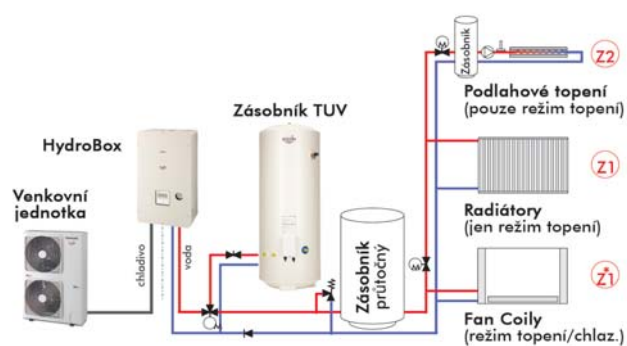 Zásobník
Z2
Podlahové topení
(pouze režim topení)
Zásobník TUV
HydroBox
Z1
Radiátory
(jen režim topení)
Venkovní
jednotka
chladivo
voda
Zásobník
průtočný
Z1*
Fan Coily
(režim topení/chlaz.)